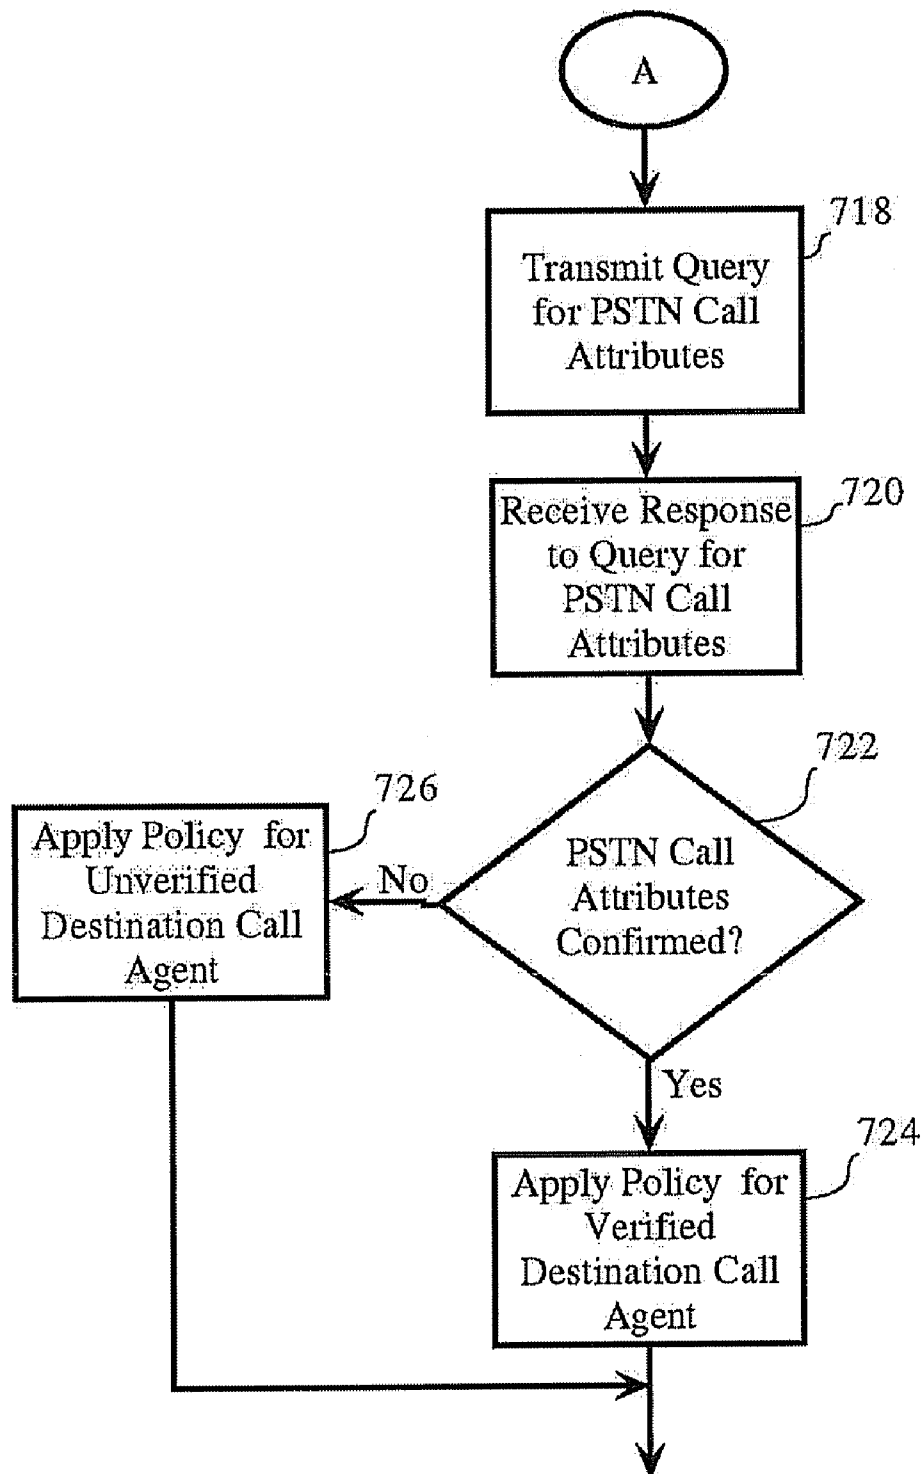 A
718
Transmit Query
for PSTN Call
Attributes
720
Receive Response
to Query for
PSTN Call
Attributes
722
PSTN Call
Attributes
Confirmed?
726
Apply Policy for
Unverified
Destination Call
Agent
No
Yes
724
Apply Policy for
Verified
Destination Call
Agent